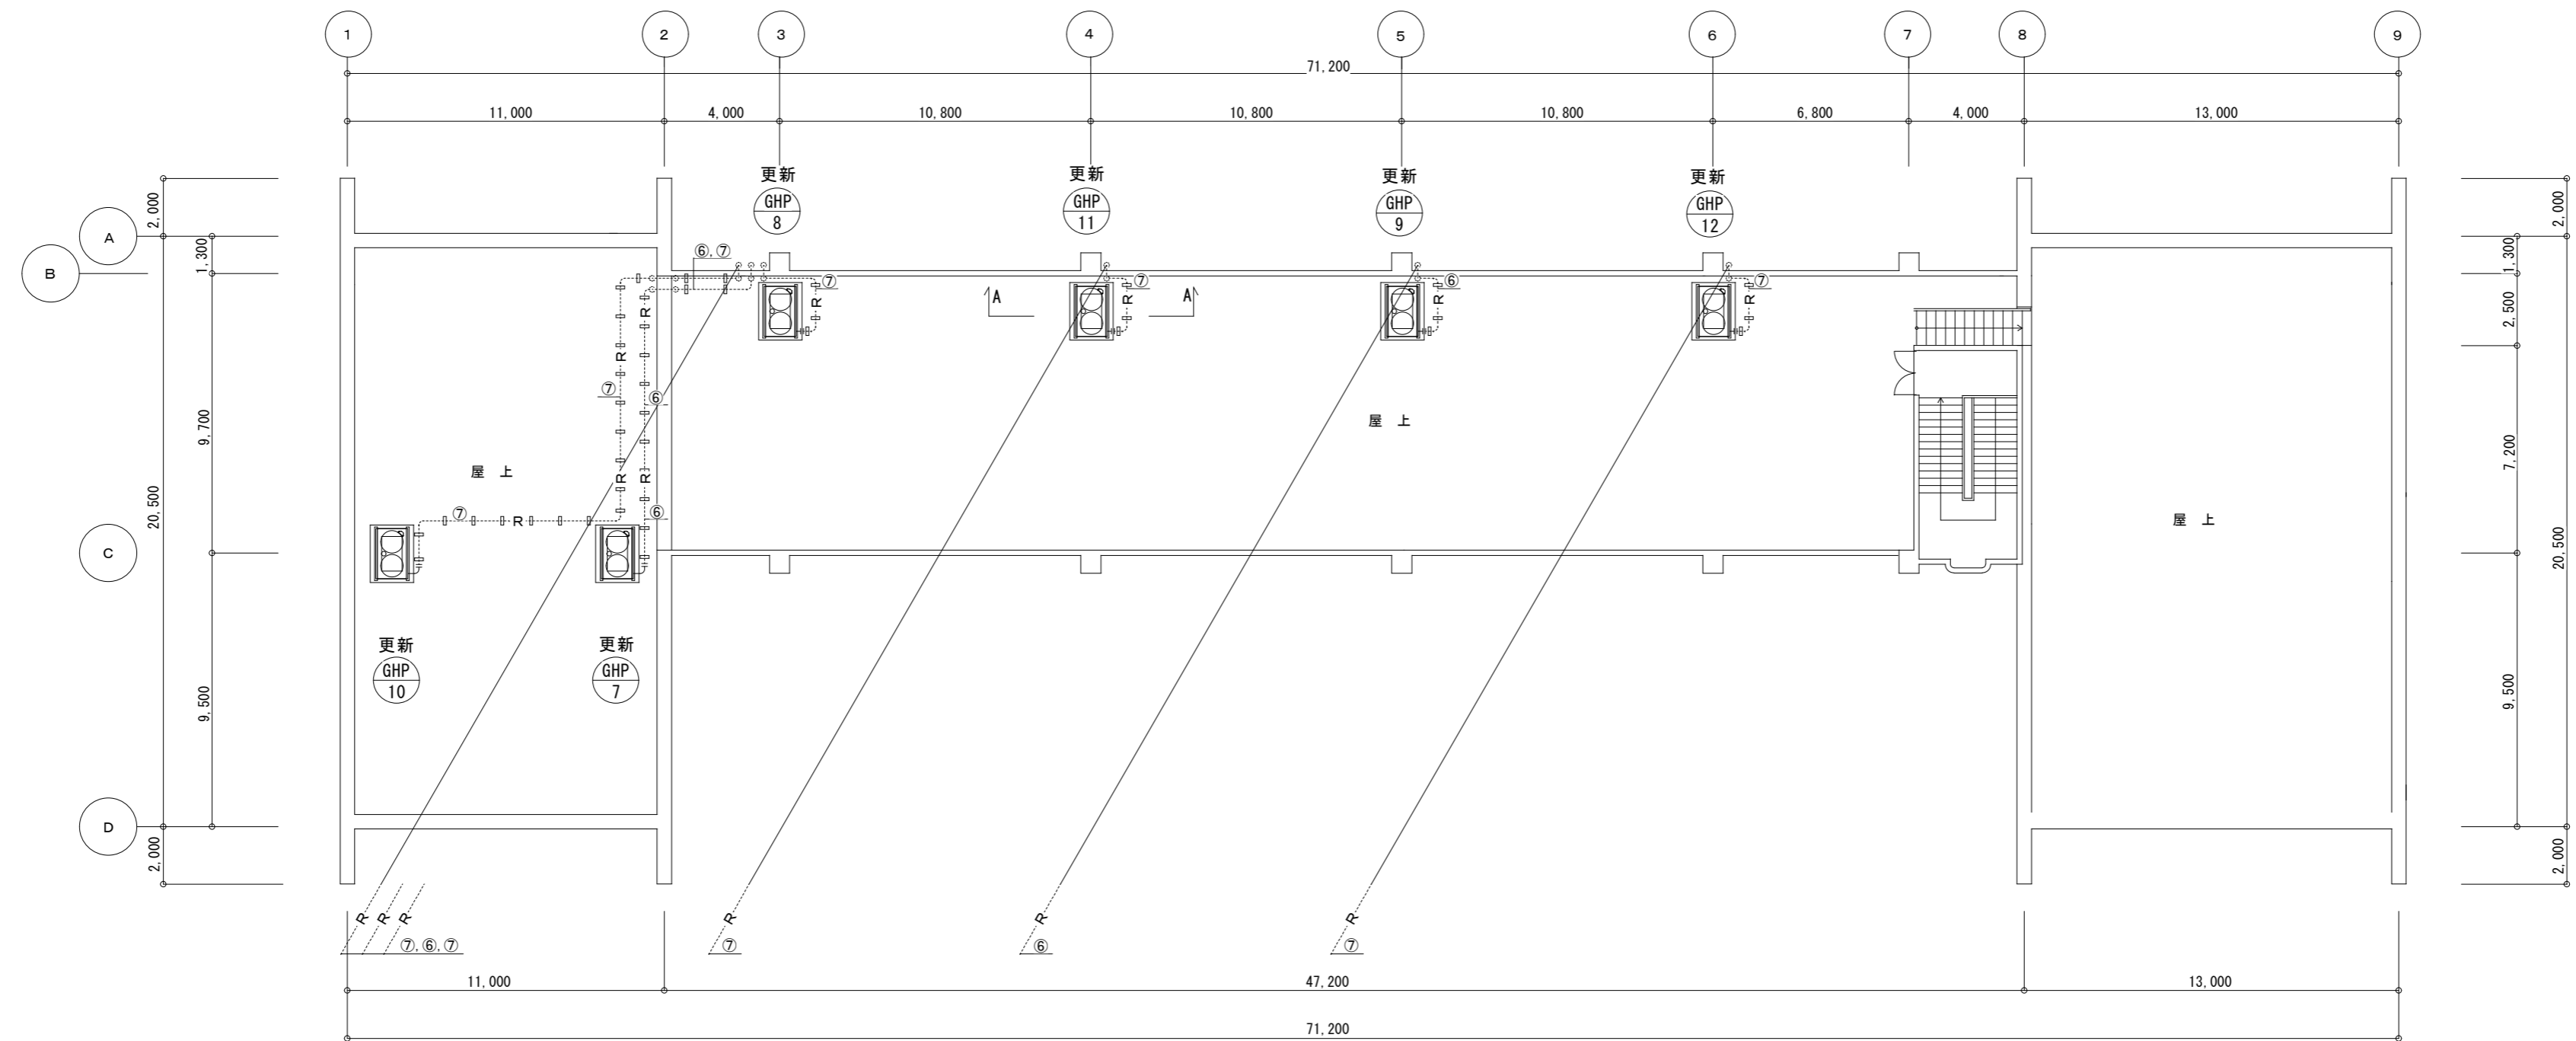 1 2 3 4 5 6 7 8 9
71,200
11,000 4,000 10,800 10,800 10,800 6,800 4,000 13,000
更新 更新 更新 更新
GHP GHP GHP GHP
8 11 9 12
2,000 2,000
A
1,300 1,300
B
⑥,⑦
⑦ R ⑦ R ⑥ R ⑦ R
A A
R
2,500
R
⑦ ⑥
屋上
9,700
7,200
屋上
R R
20,500
⑦ R ⑥
屋上
20,500
C
更新 更新
GHP GHP
10 7
9,500 9,500
D
2,000 2,000
R R R R R R
⑦,⑥,⑦ ⑦ ⑥ ⑦
11,000 47,200 13,000
71,200